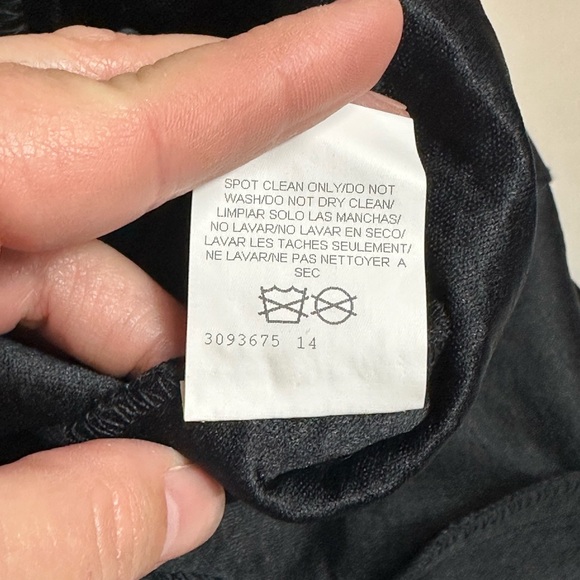 SPOT CLEAN ONLY/DO NOT
WASH/DO NOT DRY CLEAN/
LIMPIAR SOLO LAS MANCHAS/
NO LAVAR/NO LAVAR EN SECO/
LAVAR LES TACHES SEULEMENT/
NE LAVAR/NE PAS NETTOYER A
SEC
3093675 14